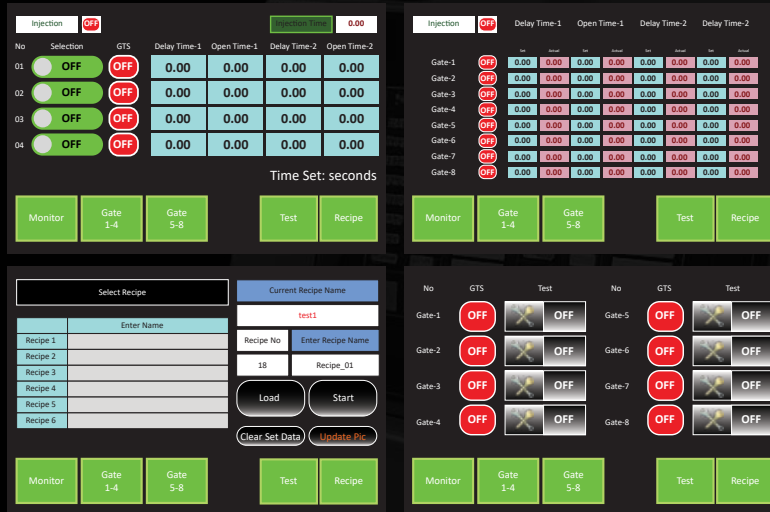 Injection OFF Injection Time 0.00
No Selection GTS Delay Time-1 Open Time-1 Delay Time-2 Open Time-2
01 OFF OFF 0.00 0.00 0.00 0.00
02 OFF OFF 0.00 0.00 0.00 0.00
03 OFF OFF 0.00 0.00 0.00 0.00
04 OFF OFF 0.00 0.00 0.00 0.00
Time Set: seconds
Monitor Gate 1-4 Gate 5-8 Test Recipe
Injection OFF Delay Time-1 Open Time-1 Delay Time-2 Delay Time-2
Set Actual Set Actual Set Actual Set Actual
Gate-1 OFF 0.00 0.00 0.00 0.00 0.00 0.00 0.00 0.00
Gate-2 OFF 0.00 0.00 0.00 0.00 0.00 0.00 0.00 0.00
Gate-3 OFF 0.00 0.00 0.00 0.00 0.00 0.00 0.00 0.00
Gate-4 OFF 0.00 0.00 0.00 0.00 0.00 0.00 0.00 0.00
Gate-5 OFF 0.00 0.00 0.00 0.00 0.00 0.00 0.00 0.00
Gate-6 OFF 0.00 0.00 0.00 0.00 0.00 0.00 0.00 0.00
Gate-7 OFF 0.00 0.00 0.00 0.00 0.00 0.00 0.00 0.00
Gate-8 OFF 0.00 0.00 0.00 0.00 0.00 0.00 0.00 0.00
Monitor Gate 1-4 Gate 5-8 Test Recipe
Select Recipe Current Recipe Name
test1
Enter Name
Recipe 1 Recipe No Enter Recipe Name
Recipe 2
Recipe 3 18 Recipe_01
Recipe 4
Recipe 5 Load Start
Recipe 6
Clear Set Data Update Pic
Monitor Gate 1-4 Gate 5-8 Test Recipe
No GTS Test No GTS Test
Gate-1 OFF OFF Gate-5 OFF OFF
Gate-2 OFF OFF Gate-6 OFF OFF
Gate-3 OFF OFF Gate-7 OFF OFF
Gate-4 OFF OFF Gate-8 OFF OFF
Monitor Gate 1-4 Gate 5-8 Test Recipe